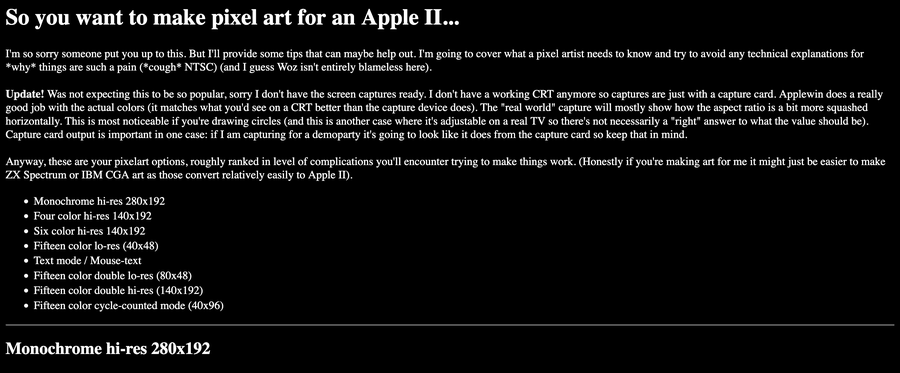 So you want to make pixel art for an Apple II...
I'm so sorry someone put you up to this. But I'll provide some tips that can maybe help out. I'm going to cover what a pixel artist needs to know and try to avoid any technical explanations for
*why* things are such a pain (*cough* NTSC) (and I guess Woz isn't entirely blameless here).
Update! Was not expecting this to be so popular, sorry I don't have the screen captures ready. I don't have a working CRT anymore so captures are just with a capture card. Applewin does a really
good job with the actual colors (it matches what you'd see on a CRT better than the capture device does). The "real world" capture will mostly show how the aspect ratio is a bit more squashed
horizontally. This is most noticeable if you're drawing circles (and this is another case where it's adjustable on a real TV so there's not necessarily a "right" answer to what the value should be).
Capture card output is important in one case: if I am capturing for a demoparty it's going to look like it does from the capture card so keep that in mind.
Anyway, these are your pixelart options, roughly ranked in level of complications you'll encounter trying to make things work. (Honestly if you're making art for me it might just be easier to make
ZX Spectrum or IBM CGA art as those convert relatively easily to Apple II).
• Monochrome hi-res 280x192
• Four color hi-res 140x192
• Six color hi-res 140x192
• Fifteen color lo-res (40x48)
• Text mode / Mouse-text
• Fifteen color double lo-res (80x48)
• Fifteen color double hi-res (140x192)
• Fifteen color cycle-counted mode (40x96)
Monochrome hi-res 280x192